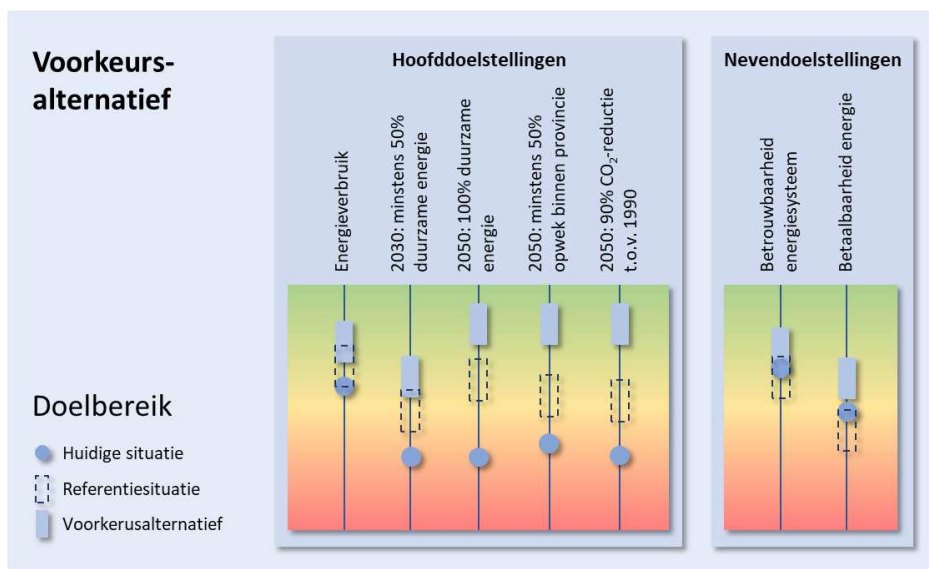 Voorkeurs-
alternatief
Hoofddoelstellingen
Energieverbruik
2030: minstens 50%
duurzame energie
2050: 100% duurzame
energie
2050: minstens 50%
opwek binnen provincie
2050: 90% CO₂-reductie
t.o.v. 1990
Nevendoelstellingen
Betrouwbaarheid
energiesysteem
Betaalbaarheid energie
Doelbereik
Huidige situatie
Referentiesituatie
Voorkerusalternatief